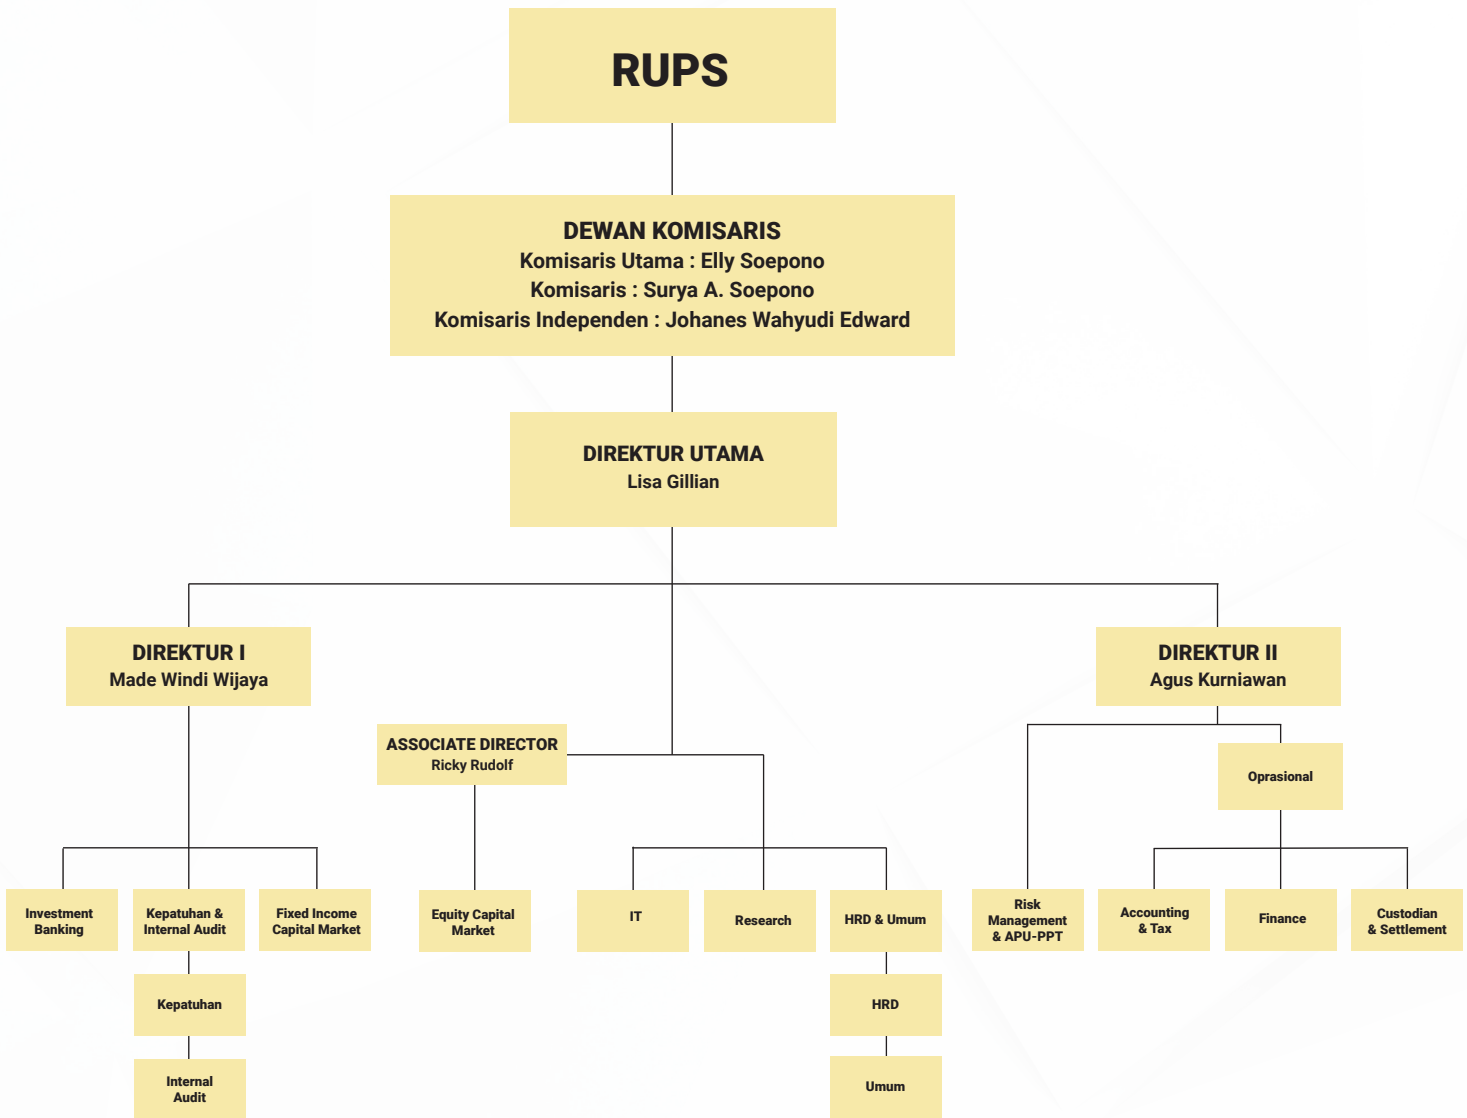 RUPS
DEWAN KOMISARIS
Komisaris Utama : Elly Soepono
Komisaris : Surya A. Soepono
Komisaris Independen : Johanes Wahyudi Edward
DIREKTUR UTAMA
Lisa Gillian
DIREKTUR I
Made Windi Wijaya
DIREKTUR II
Agus Kurniawan
ASSOCIATE DIRECTOR
Ricky Rudolf
Oprasional
Investment
Banking
Kepatuhan &
Internal Audit
Fixed Income
Capital Market
Equity Capital
Market
IT
Research
HRD & Umum
Risk
Management
& APU-PPT
Accounting
& Tax
Finance
Custodian
& Settlement
Kepatuhan
HRD
Internal
Audit
Umum